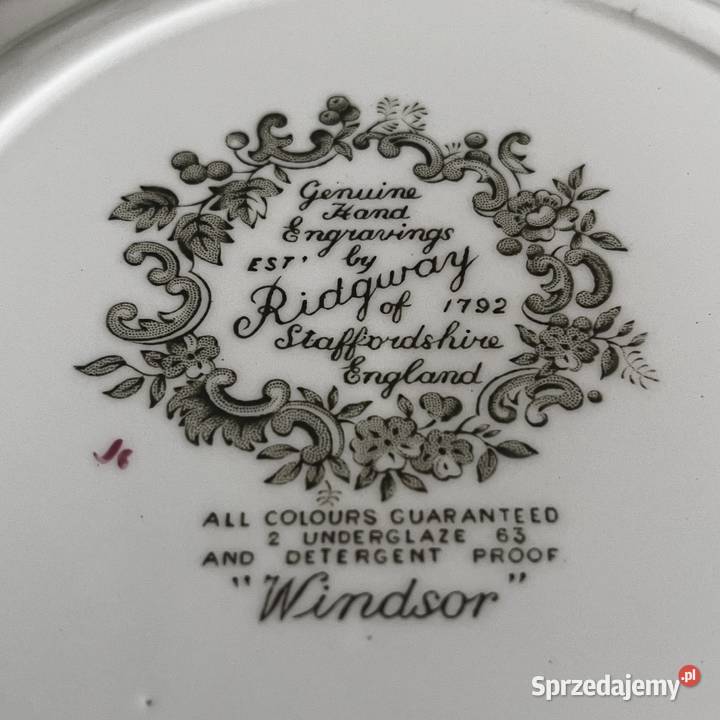 Genuine
Hand
Engravings
EST' by
Ridgway
of 1792
Staffordshire
England
ALL COLOURS GUARANTEED
2 UNDERGLAZE 63
AND DETERGENT PROOF
"Windsor"
Sprzedajemy.pl